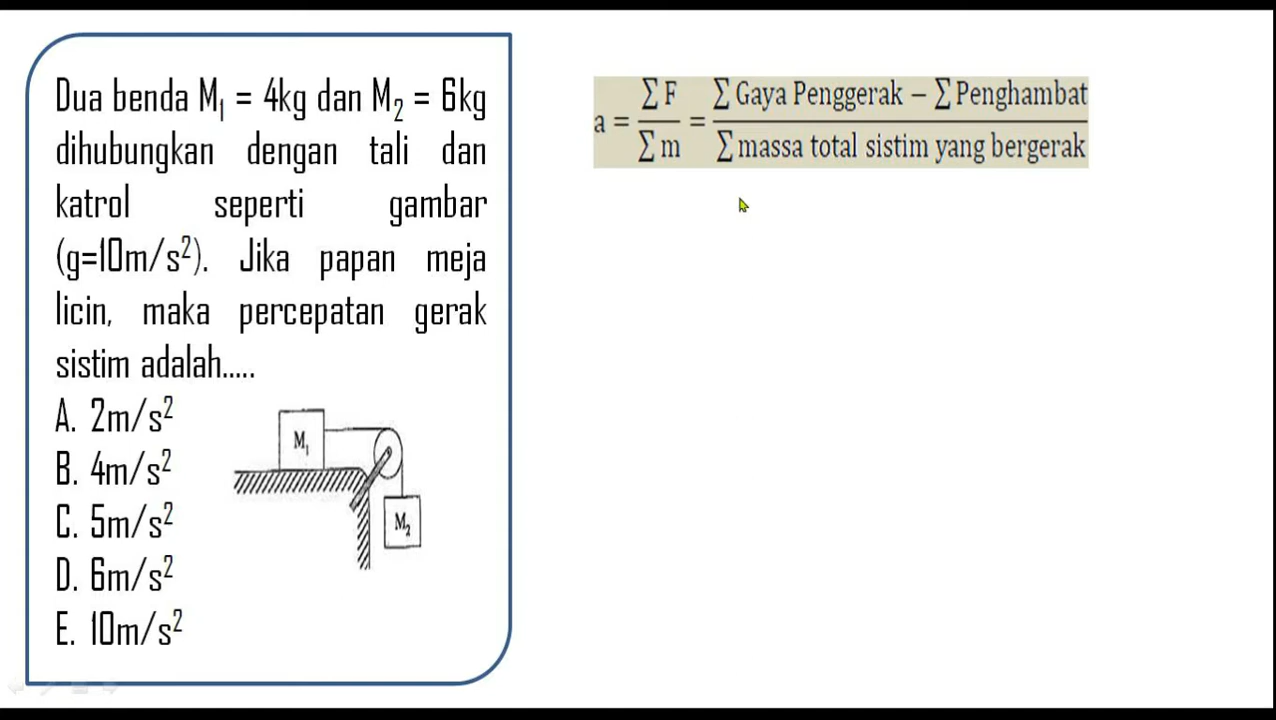 Dua benda M₁ = 4kg dan M₂ = 6kg
dihubungkan dengan tali dan
katrol seperti gambar
(g=10m/s²). Jika papan meja
licin, maka percepatan gerak
sistim adalah.....
A. 2m/s²
B. 4m/s²
C. 5m/s²
D. 6m/s²
E. 10m/s²
M₁
M₂
a = ∑ F / ∑ m = ∑ Gaya Penggerak − ∑ Penghambat / ∑ massa total sistim yang bergerak